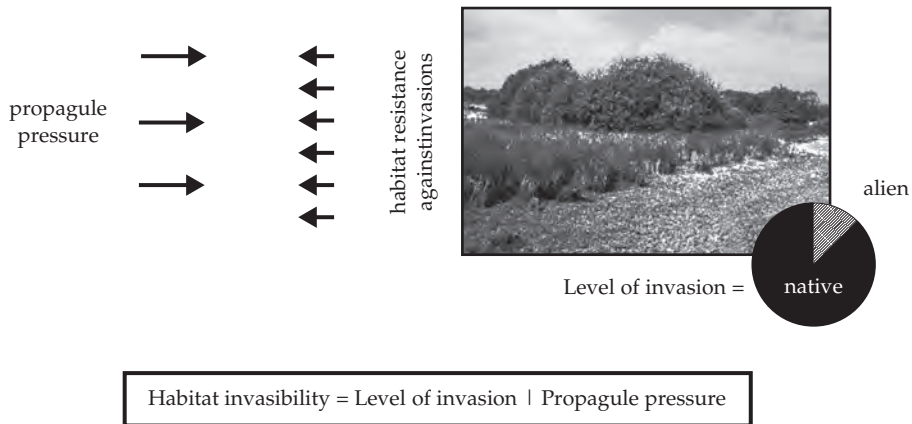 propagule
pressure
habitat resistance
againstinvasions
alien
native
Level of invasion =
Habitat invasibility = Level of invasion | Propagule pressure